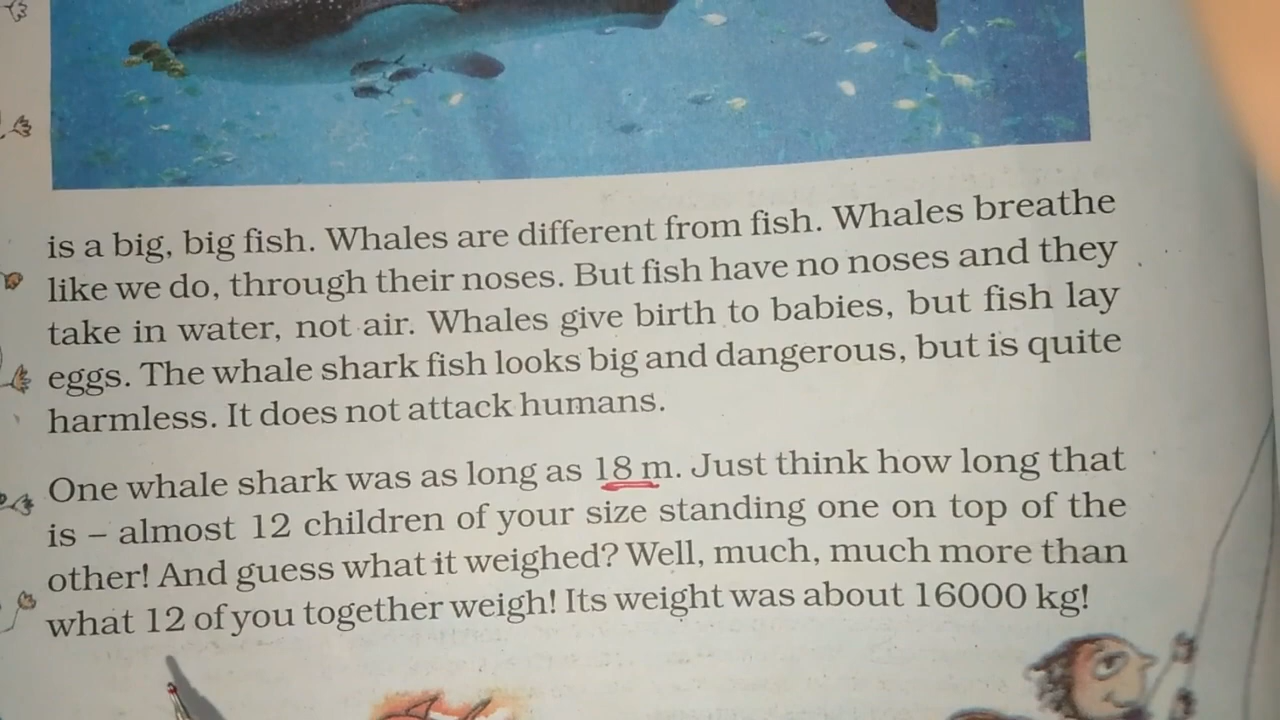 is a big, big fish. Whales are different from fish. Whales breathe
like we do, through their noses. But fish have no noses and they
take in water, not air. Whales give birth to babies, but fish lay
eggs. The whale shark fish looks big and dangerous, but is quite
harmless. It does not attack humans.
One whale shark was as long as 18 m. Just think how long that
is – almost 12 children of your size standing one on top of the
other! And guess what it weighed? Well, much, much more than
what 12 of you together weigh! Its weight was about 16000 kg!